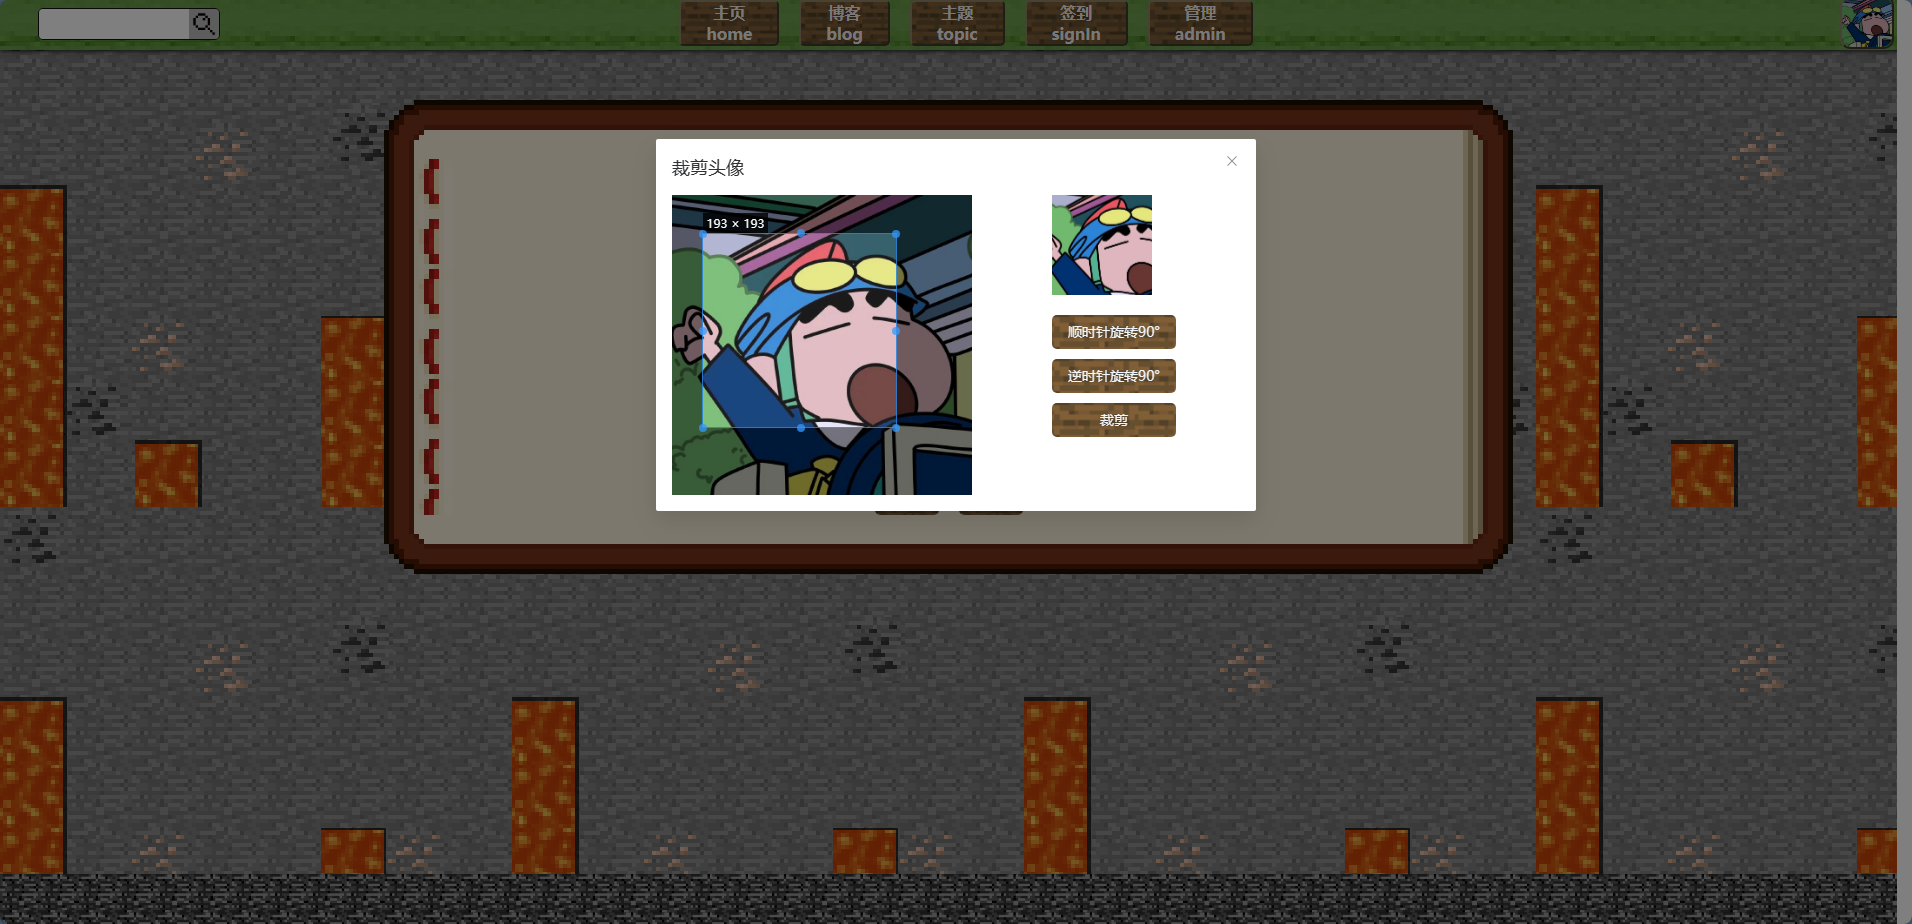 主页
home
博客
blog
主题
topic
签到
signIn
管理
admin
裁剪头像
193 × 193
顺时针旋转90°
逆时针旋转90°
裁剪